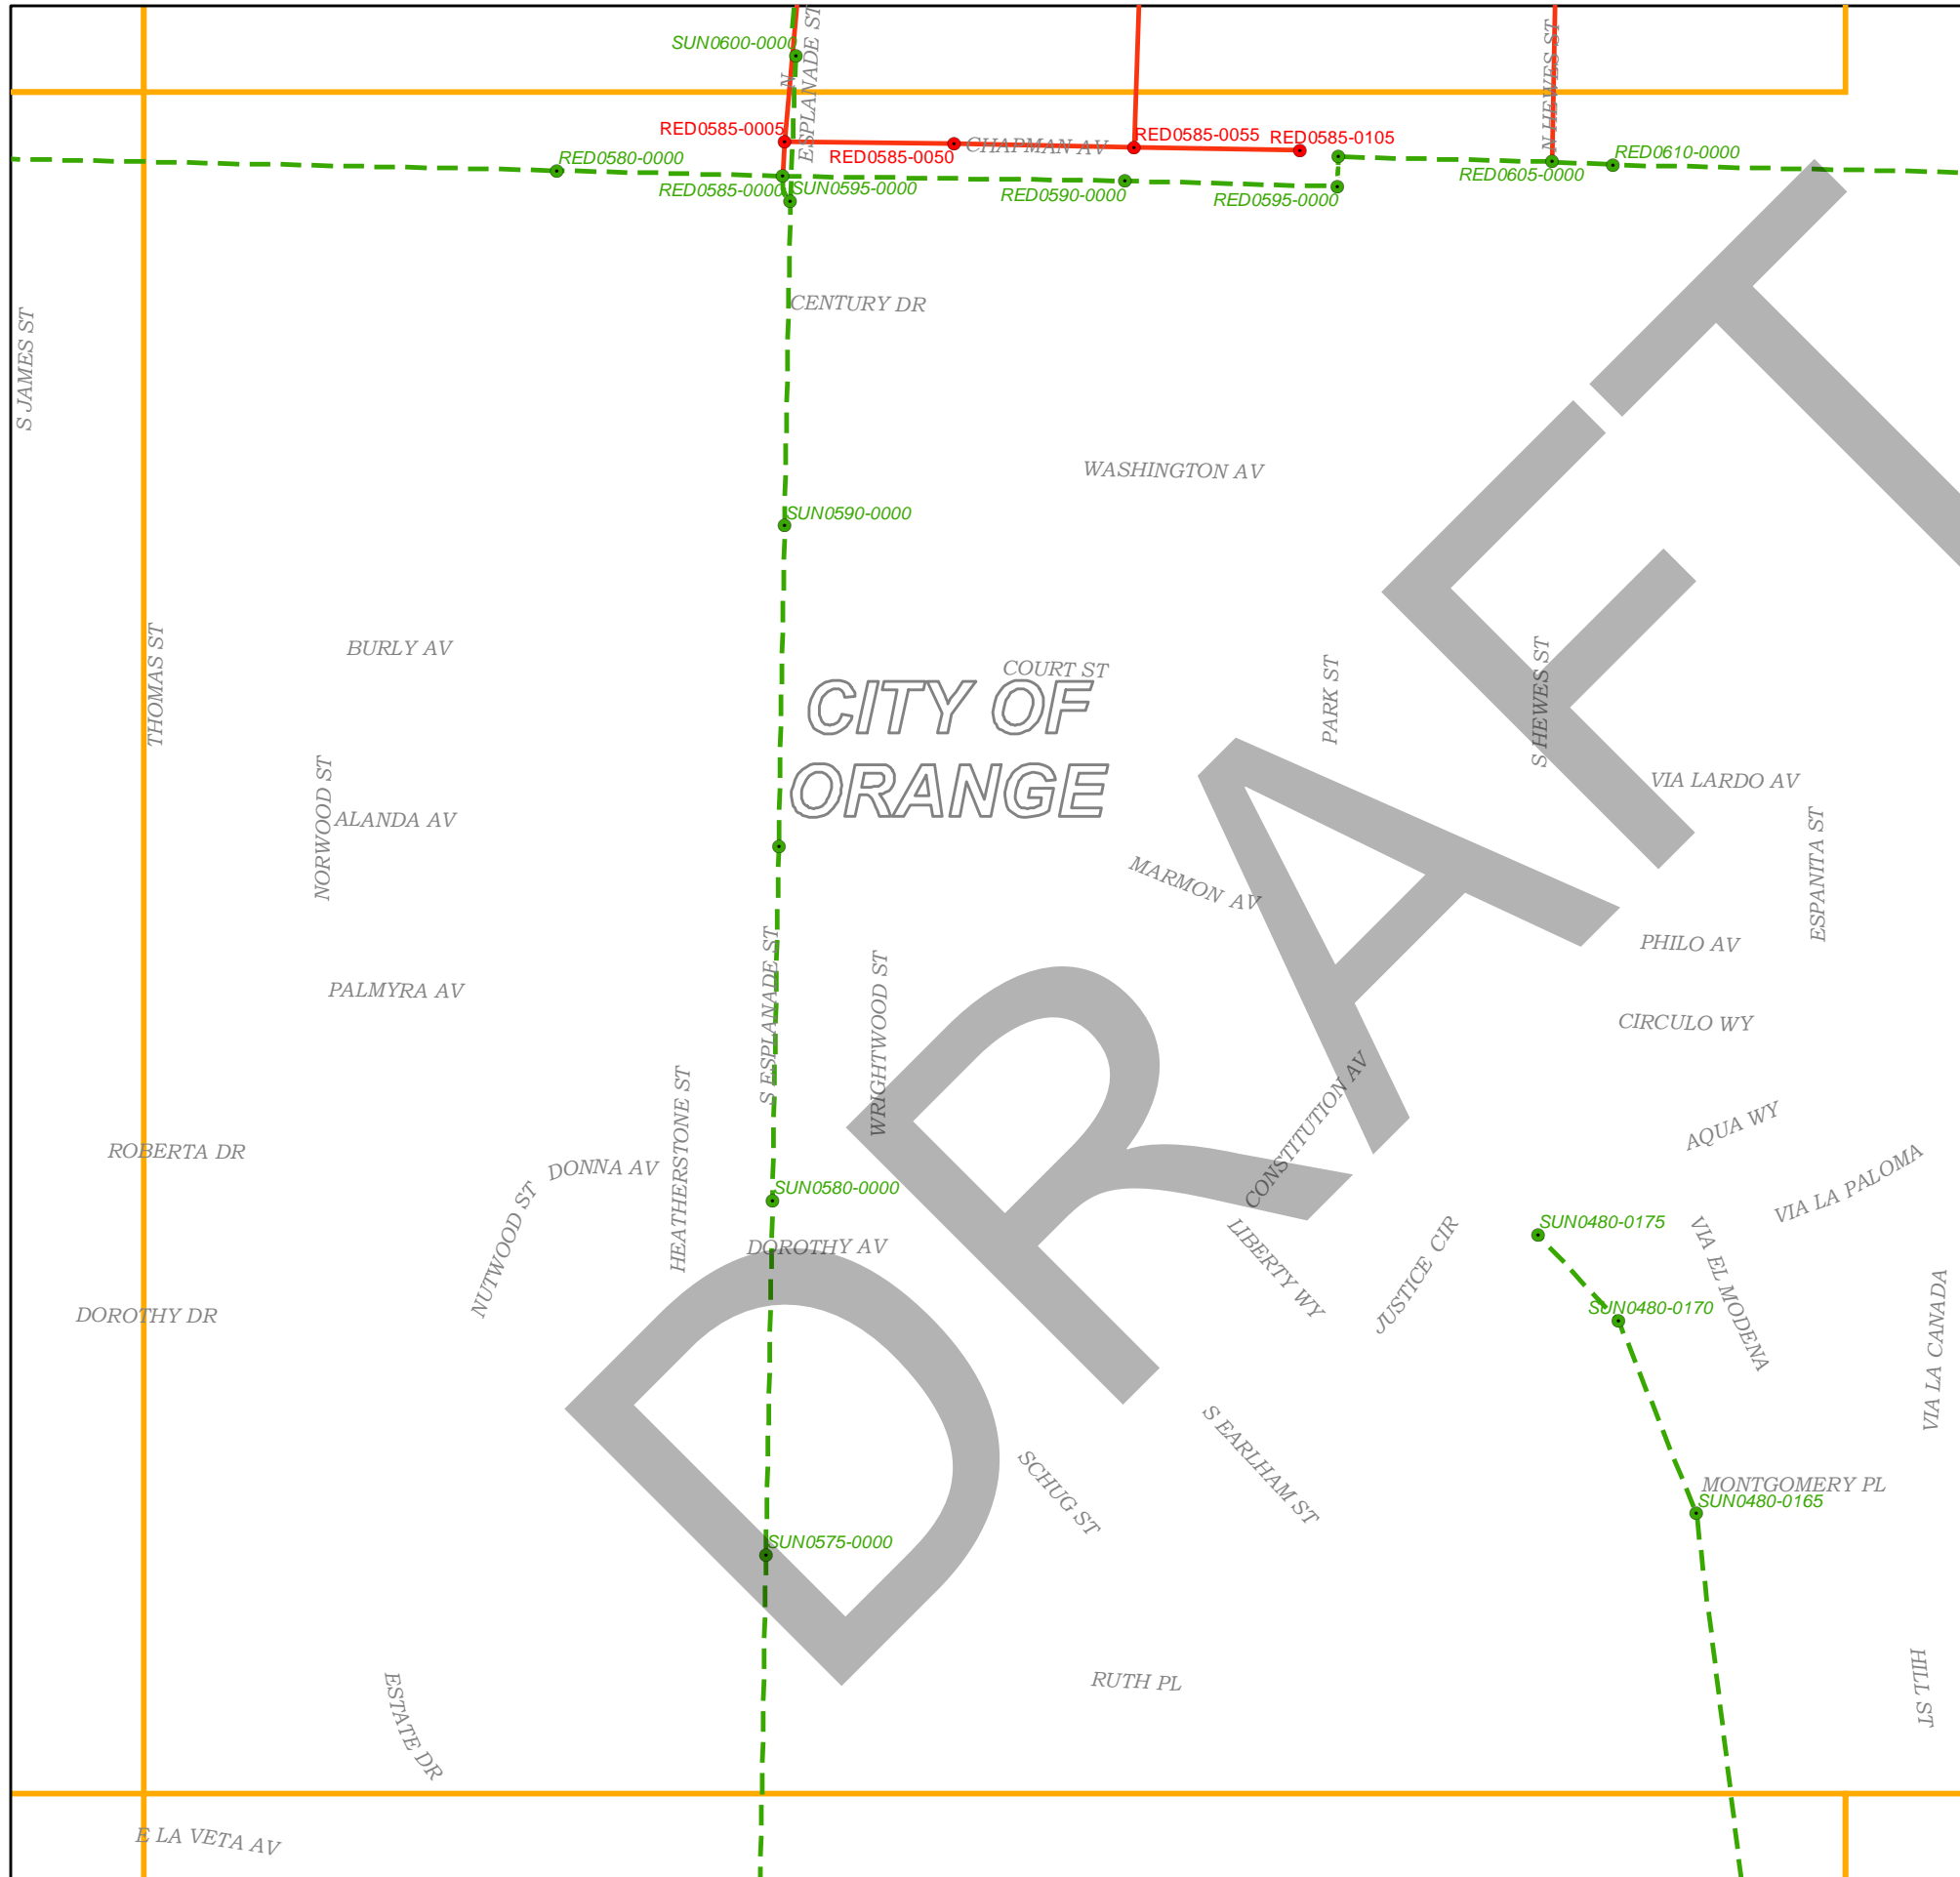 SUN0600-0000
N
ESPLANADE ST
N HEWES ST
RED0585-0005
RED0585-0050
CHAPMAN AV
RED0585-0055
RED0585-0105
RED0580-0000
RED0585-0000
SUN0595-0000
RED0590-0000
RED0595-0000
RED0605-0000
RED0610-0000
S JAMES ST
CENTURY DR
WASHINGTON AV
SUN0590-0000
THOMAS ST
BURLY AV
COURT ST
CITY OF
ORANGE
PARK ST
S HEWES ST
VIA LARDO AV
NORWOOD ST
ALANDA AV
MARMON AV
ESPANITA ST
PHILO AV
PALMYRA AV
S ESPLANADE ST
WRIGHTWOOD ST
CIRCULO WY
CONSTITUTION AV
AQUA WY
ROBERTA DR
DONNA AV
HEATHERSTONE ST
SUN0580-0000
VIA LA PALOMA
NUTWOOD ST
DOROTHY AV
LIBERTY WY
JUSTICE CIR
SUN0480-0175
VIA EL MODENA
DOROTHY DR
SUN0480-0170
VIA LA CANADA
SCHUG ST
S EARLHAM ST
MONTGOMERY PL
SUN0480-0165
SUN0575-0000
ESTATE DR
RUTH PL
HILL ST
E LA VETA AV
DRAFT